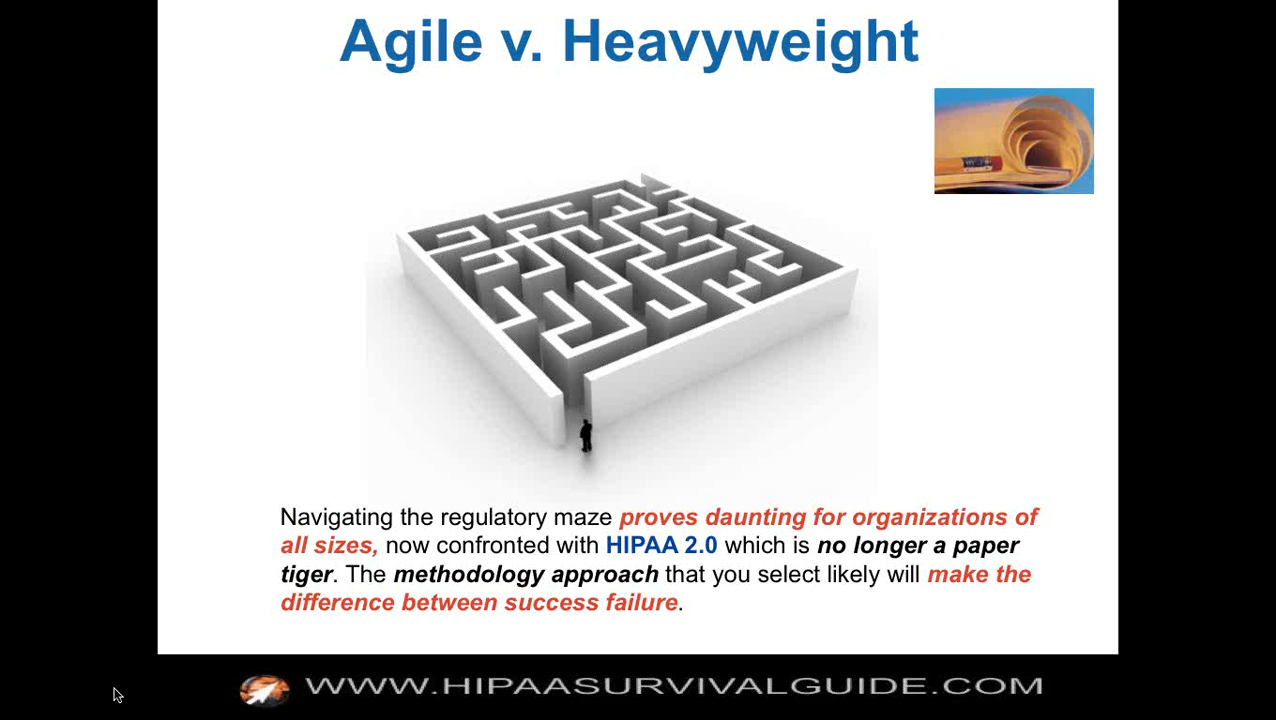 Agile v. Heavyweight
Navigating the regulatory maze proves daunting for organizations of
all sizes, now confronted with HIPAA 2.0 which is no longer a paper
tiger. The methodology approach that you select likely will make the
difference between success failure.
WWW.HIPAASURVIVALGUIDE.COM